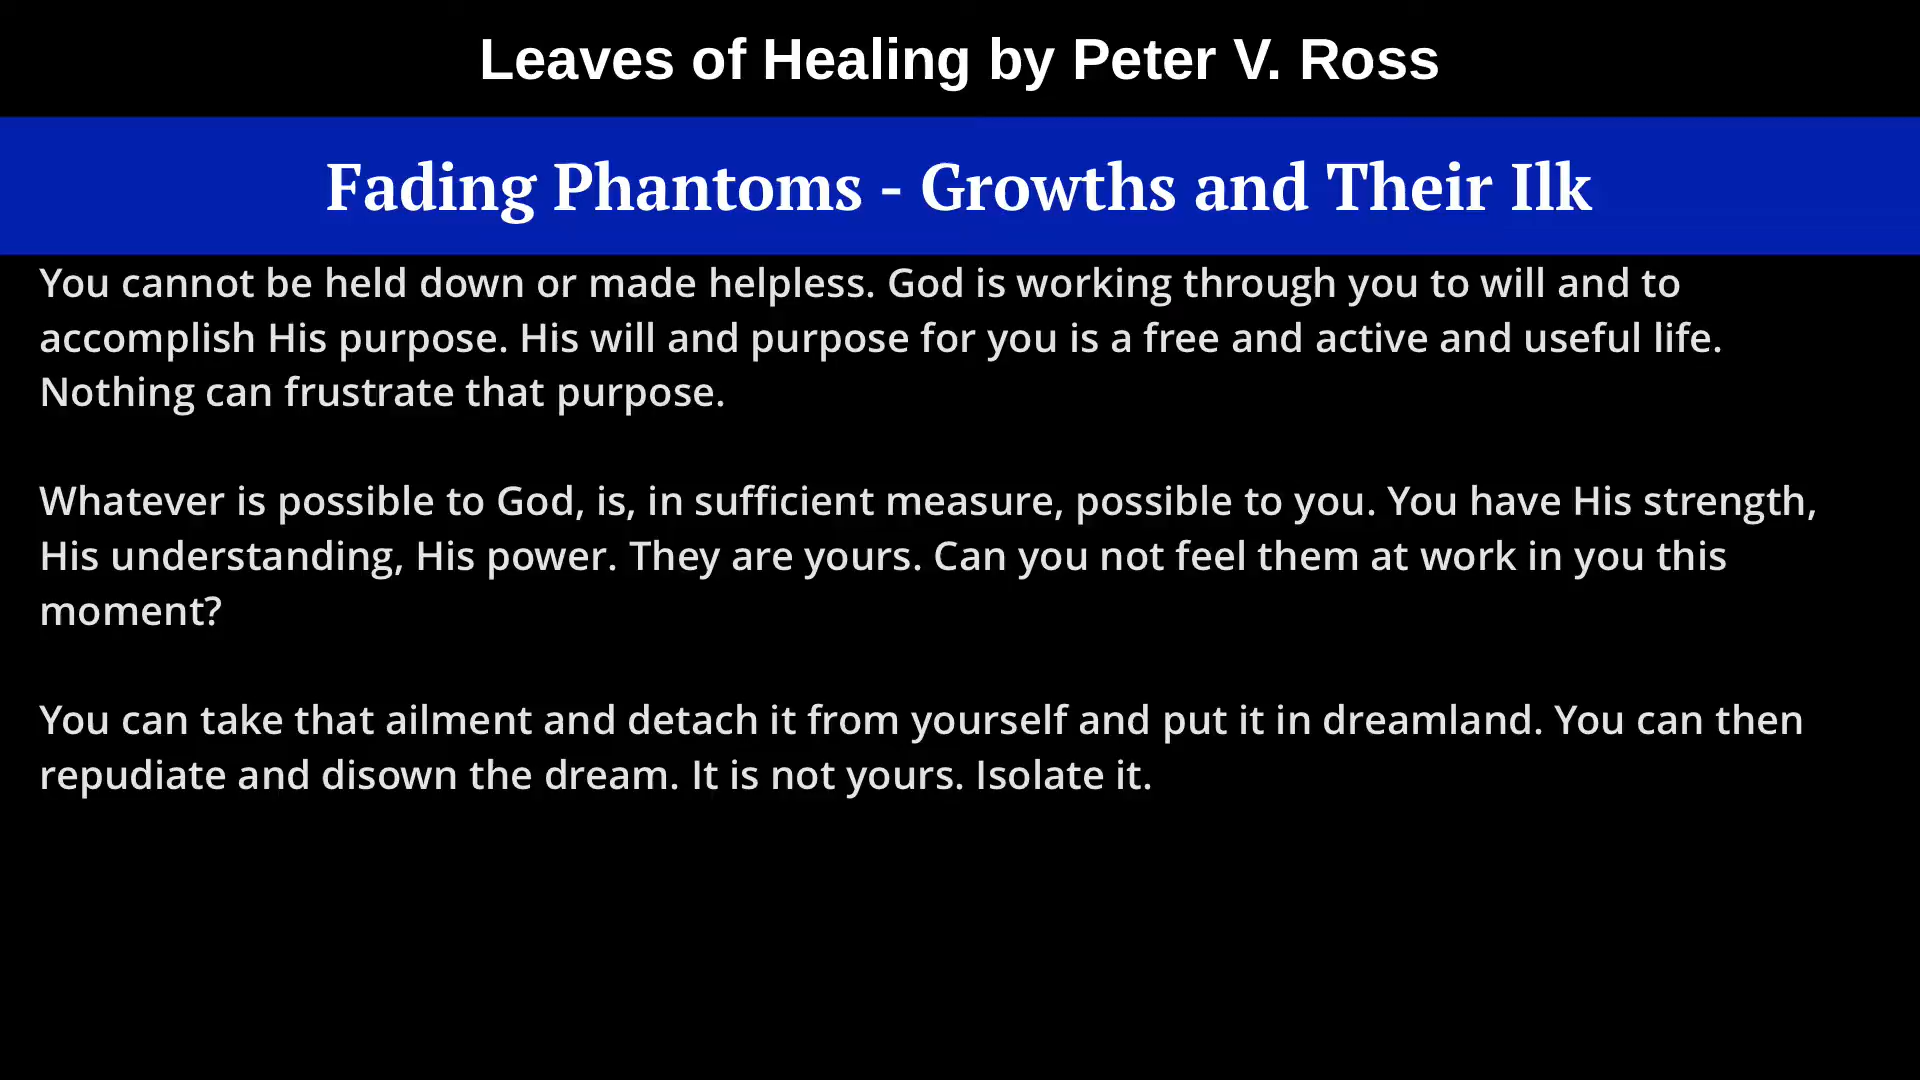 Leaves of Healing by Peter V. Ross
Fading Phantoms - Growths and Their Ilk
You cannot be held down or made helpless. God is working through you to will and to
accomplish His purpose. His will and purpose for you is a free and active and useful life.
Nothing can frustrate that purpose.
Whatever is possible to God, is, in sufficient measure, possible to you. You have His strength,
His understanding, His power. They are yours. Can you not feel them at work in you this
moment?
You can take that ailment and detach it from yourself and put it in dreamland. You can then
repudiate and disown the dream. It is not yours. Isolate it.